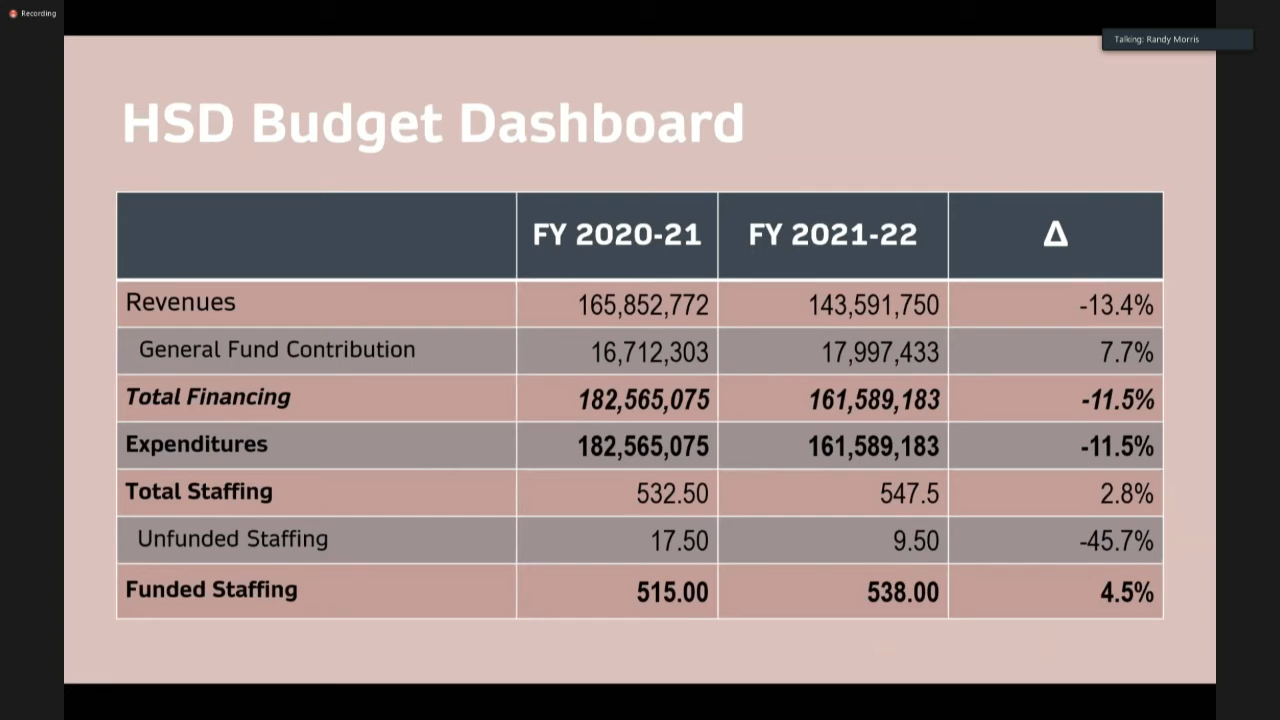 Recording
Talking: Randy Morris
HSD Budget Dashboard
FY 2020-21 FY 2021-22 Δ
Revenues 165,852,772 143,591,750 -13.4%
General Fund Contribution 16,712,303 17,997,433 7.7%
Total Financing 182,565,075 161,589,183 -11.5%
Expenditures 182,565,075 161,589,183 -11.5%
Total Staffing 532.50 547.5 2.8%
Unfunded Staffing 17.50 9.50 -45.7%
Funded Staffing 515.00 538.00 4.5%